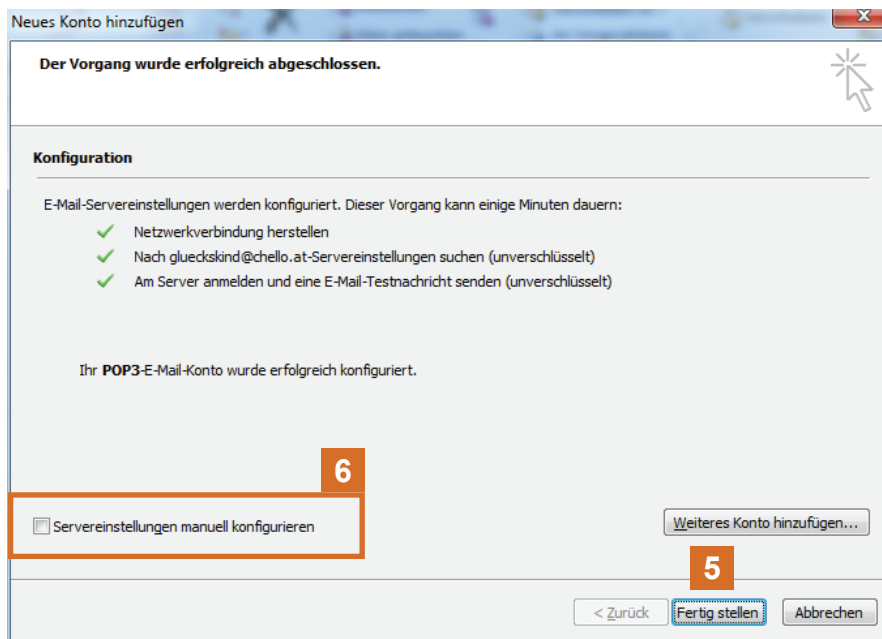 Neues Konto hinzufügen
Der Vorgang wurde erfolgreich abgeschlossen.
Konfiguration
E-Mail-Servereinstellungen werden konfiguriert. Dieser Vorgang kann einige Minuten dauern:
Netzwerkverbindung herstellen
Nach glueckskind@chello.at-Servereinstellungen suchen (unverschlüsselt)
Am Server anmelden und eine E-Mail-Testnachricht senden (unverschlüsselt)
Ihr POP3-E-Mail-Konto wurde erfolgreich konfiguriert.
6
Servereinstellungen manuell konfigurieren
Weiteres Konto hinzufügen...
5
< Zurück
Fertig stellen
Abbrechen